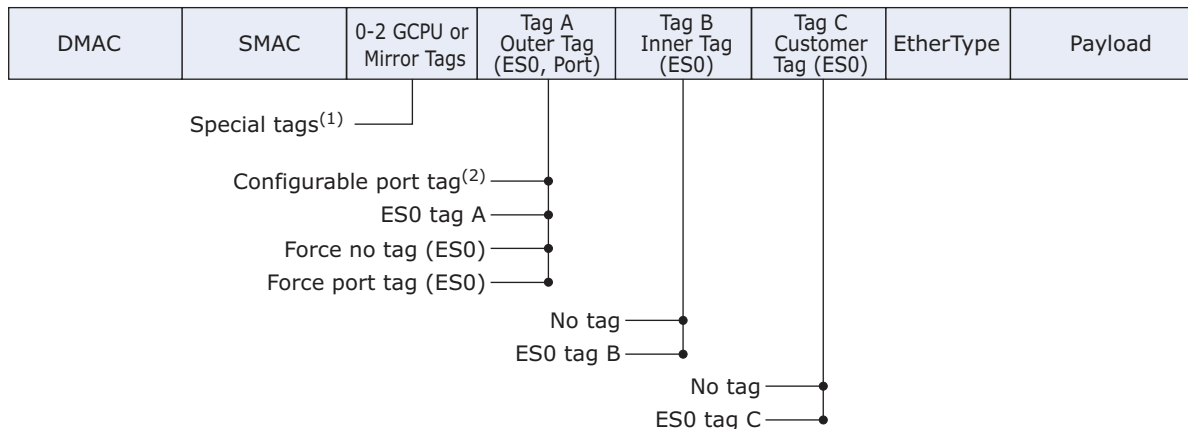 DMAC
SMAC
0-2 GCPU or
Mirror Tags
Tag A
Outer Tag
(ES0, Port)
Tag B
Inner Tag
(ES0)
Tag C
Customer
Tag (ES0)
EtherType
Payload
Special tags(1)
Configurable port tag(2)
ES0 tag A
Force no tag (ES0)
Force port tag (ES0)
No tag
ES0 tag B
No tag
ES0 tag C